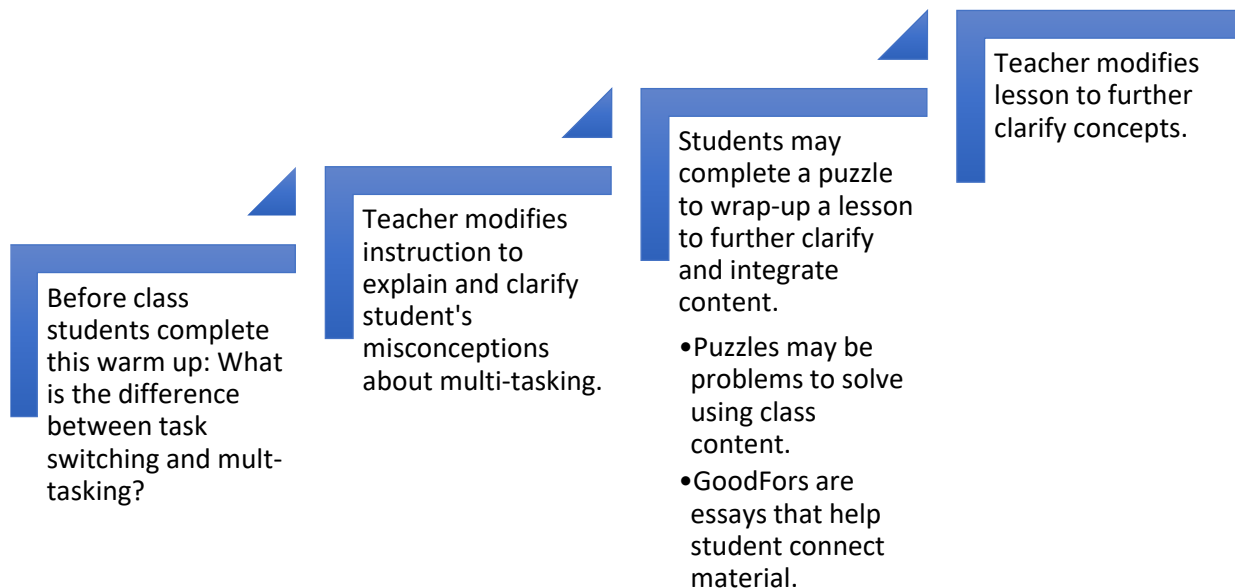 Before class
students complete
this warm up: What
is the difference
between task
switching and mult-
tasking?
Teacher modifies
instruction to
explain and clarify
student's
misconceptions
about multi-tasking.
Students may
complete a puzzle
to wrap-up a lesson
to further clarify
and integrate
content.
•Puzzles may be
problems to solve
using class
content.
•GoodFors are
essays that help
student connect
material.
Teacher modifies
lesson to further
clarify concepts.